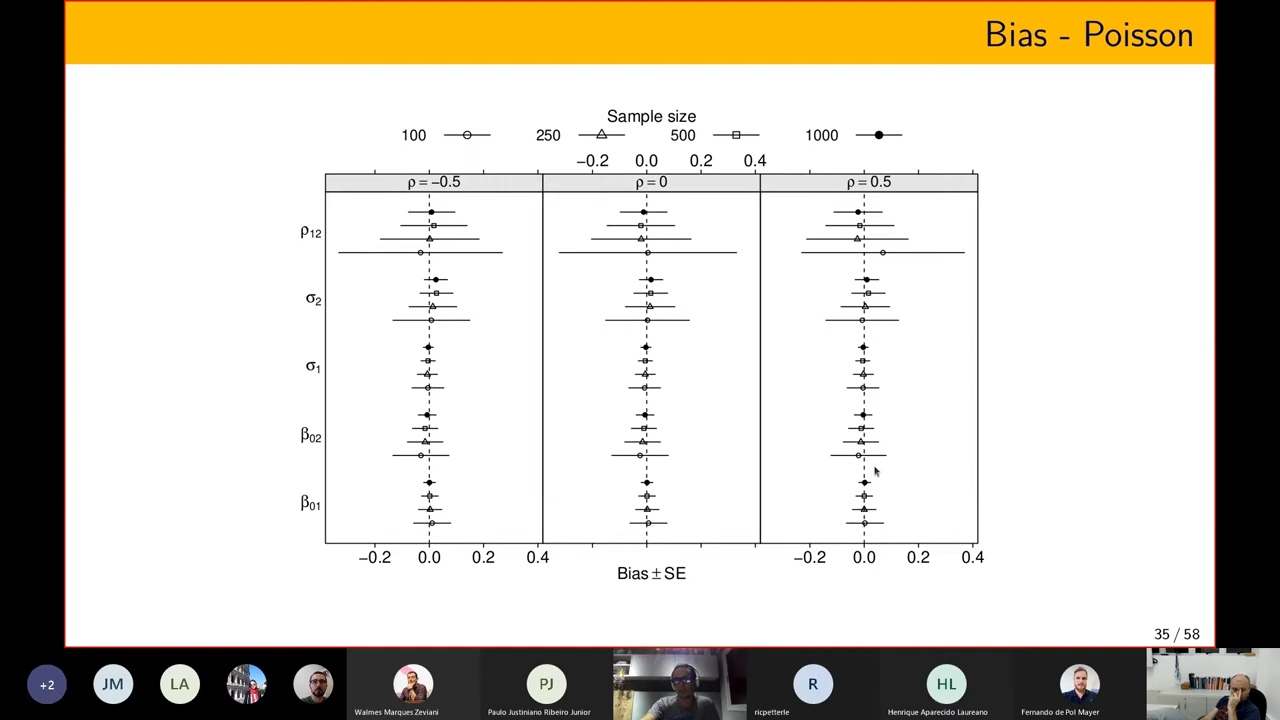 Bias - Poisson
Sample size
100 250 500 1000
−0.2 0.0 0.2 0.4
ρ = −0.5 ρ = 0 ρ = 0.5
ρ12
σ2
σ1
β02
β01
−0.2 0.0 0.2 0.4 −0.2 0.0 0.2 0.4
Bias ± SE
35 / 58
+2 JM LA PJ R HL
Walmes Marques Zeviani Paulo Justiniano Ribeiro Junior ricpetterle Henrique Aparecido Laureano Fernando de Pol Mayer